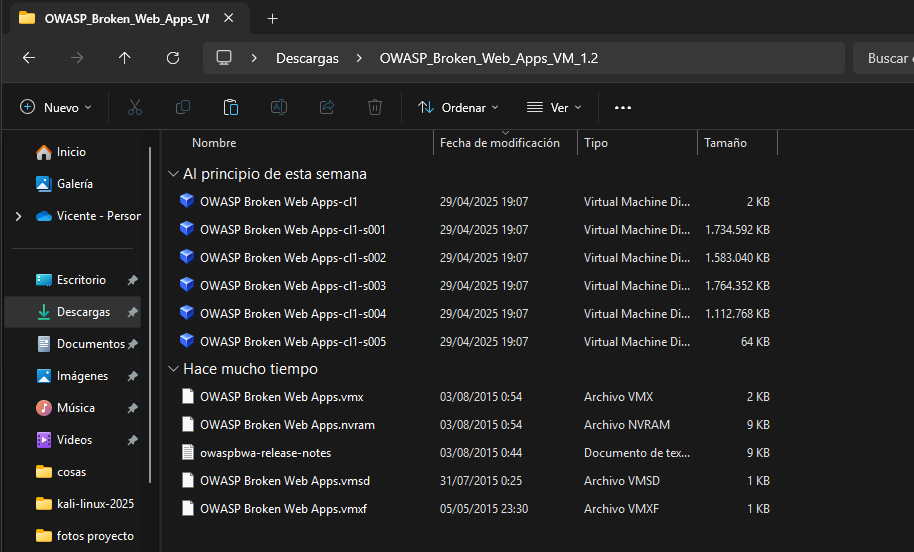 OWASP_Broken_Web_Apps_VM
Descargas
OWASP_Broken_Web_Apps_VM_1.2
Buscar
Nuevo
Ordenar
Ver
Inicio
Galería
Vicente - Person
Escritorio
Descargas
Documentos
Imágenes
Música
Videos
cosas
kali-linux-2025
fotos proyecto
Nombre Fecha de modificación Tipo Tamaño
Al principio de esta semana
OWASP Broken Web Apps-cl1 29/04/2025 19:07 Virtual Machine Di... 2 KB
OWASP Broken Web Apps-cl1-s001 29/04/2025 19:07 Virtual Machine Di... 1.734.592 KB
OWASP Broken Web Apps-cl1-s002 29/04/2025 19:07 Virtual Machine Di... 1.583.040 KB
OWASP Broken Web Apps-cl1-s003 29/04/2025 19:07 Virtual Machine Di... 1.764.352 KB
OWASP Broken Web Apps-cl1-s004 29/04/2025 19:07 Virtual Machine Di... 1.112.768 KB
OWASP Broken Web Apps-cl1-s005 29/04/2025 19:07 Virtual Machine Di... 64 KB
Hace mucho tiempo
OWASP Broken Web Apps.vmx 03/08/2015 0:54 Archivo VMX 2 KB
OWASP Broken Web Apps.nvram 03/08/2015 0:54 Archivo NVRAM 9 KB
owaspbwa-release-notes 03/08/2015 0:44 Documento de tex... 9 KB
OWASP Broken Web Apps.vmsd 31/07/2015 0:25 Archivo VMSD 1 KB
OWASP Broken Web Apps.vmxf 05/05/2015 23:30 Archivo VMXF 1 KB